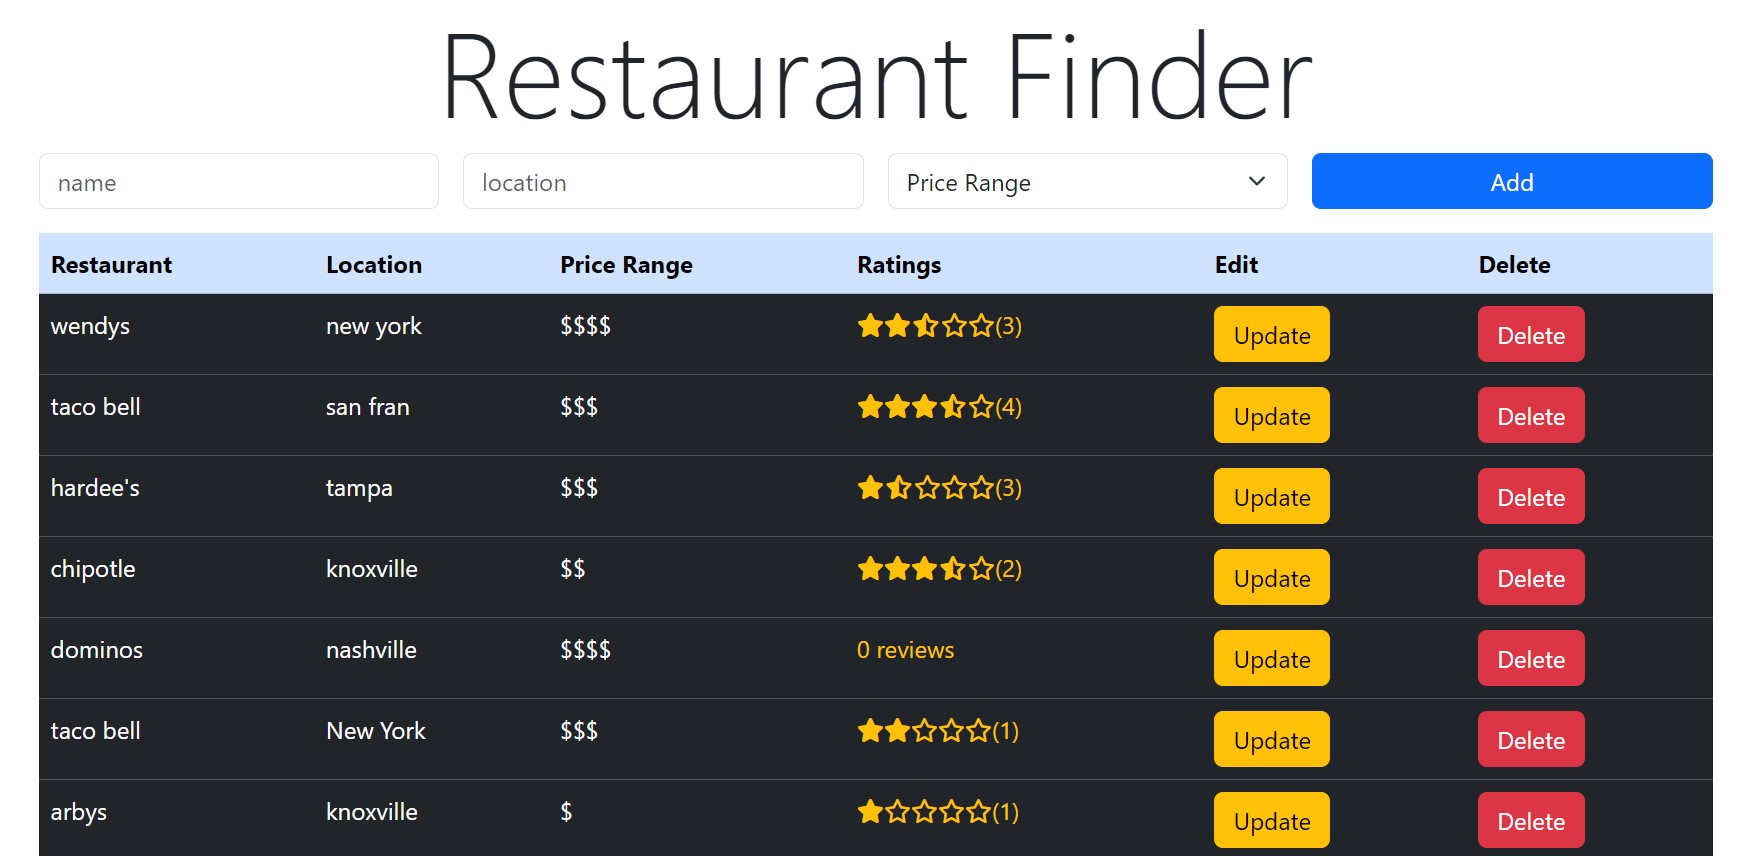 Restaurant Finder
name location Price Range Add
Restaurant Location Price Range Ratings Edit Delete
wendys new york $$$$ (3) Update Delete
taco bell san fran $$$ (4) Update Delete
hardee's tampa $$$ (3) Update Delete
chipotle knoxville $$ (2) Update Delete
dominos nashville $$$$ 0 reviews Update Delete
taco bell New York $$$ (1) Update Delete
arbys knoxville $ (1) Update Delete